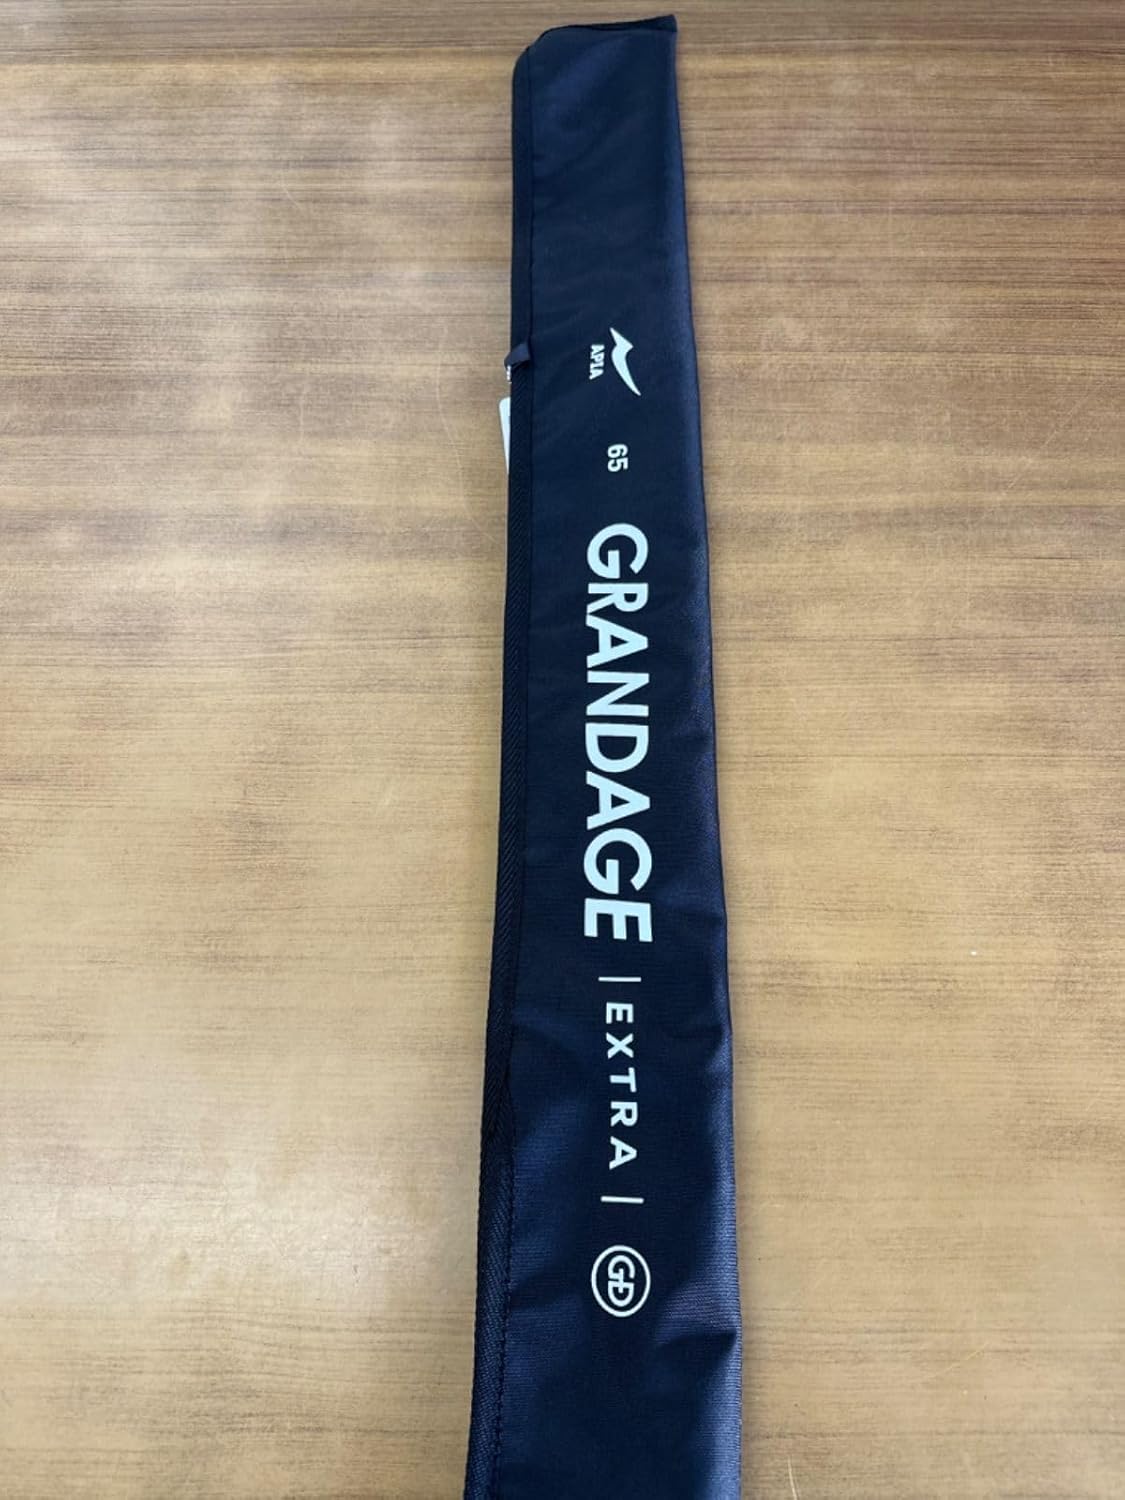 APIA
65
GRANDAGE
| EXTRA |
GD